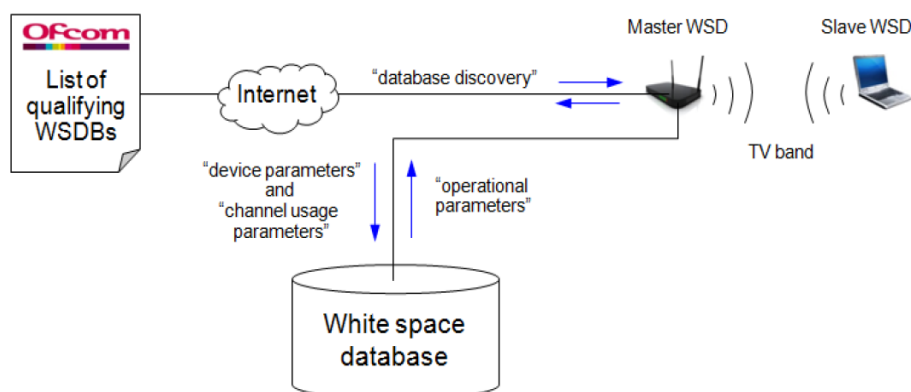 Ofcom
List of
qualifying
WSDBs
Internet
“database discovery”
Master WSD
Slave WSD
TV band
“device parameters”
and
“channel usage
parameters”
“operational
parameters”
White space
database